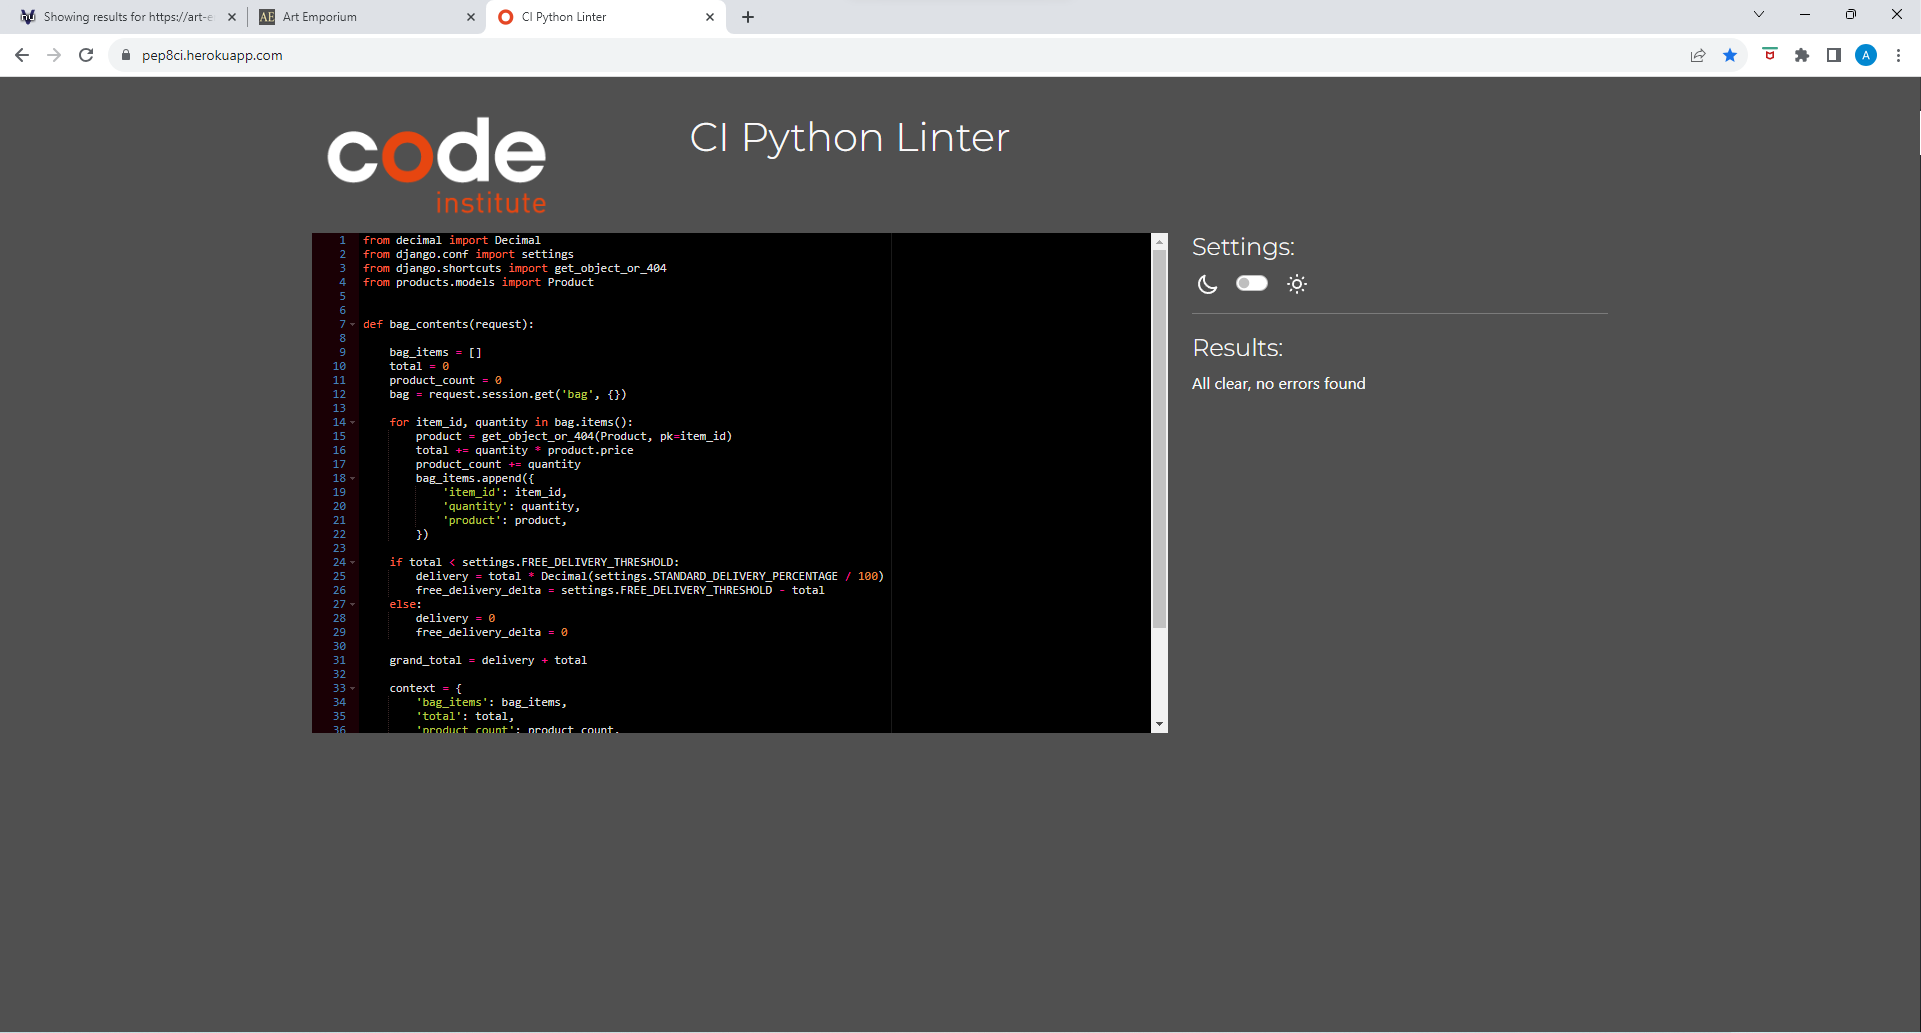 Showing results for https://art-e
Art Emporium
CI Python Linter
pep8ci.herokuapp.com
A
code
institute
CI Python Linter
1 from decimal import Decimal
2 from django.conf import settings
3 from django.shortcuts import get_object_or_404
4 from products.models import Product
5
6
7 def bag_contents(request):
8
9     bag_items = []
10     total = 0
11     product_count = 0
12     bag = request.session.get('bag', {})
13
14     for item_id, quantity in bag.items():
15         product = get_object_or_404(Product, pk=item_id)
16         total += quantity * product.price
17         product_count += quantity
18         bag_items.append({
19             'item_id': item_id,
20             'quantity': quantity,
21             'product': product,
22         })
23
24     if total < settings.FREE_DELIVERY_THRESHOLD:
25         delivery = total * Decimal(settings.STANDARD_DELIVERY_PERCENTAGE / 100)
26         free_delivery_delta = settings.FREE_DELIVERY_THRESHOLD - total
27     else:
28         delivery = 0
29         free_delivery_delta = 0
30
31     grand_total = delivery + total
32
33     context = {
34         'bag_items': bag_items,
35         'total': total,
36         'product_count': product_count,
Settings:
Results:
All clear, no errors found